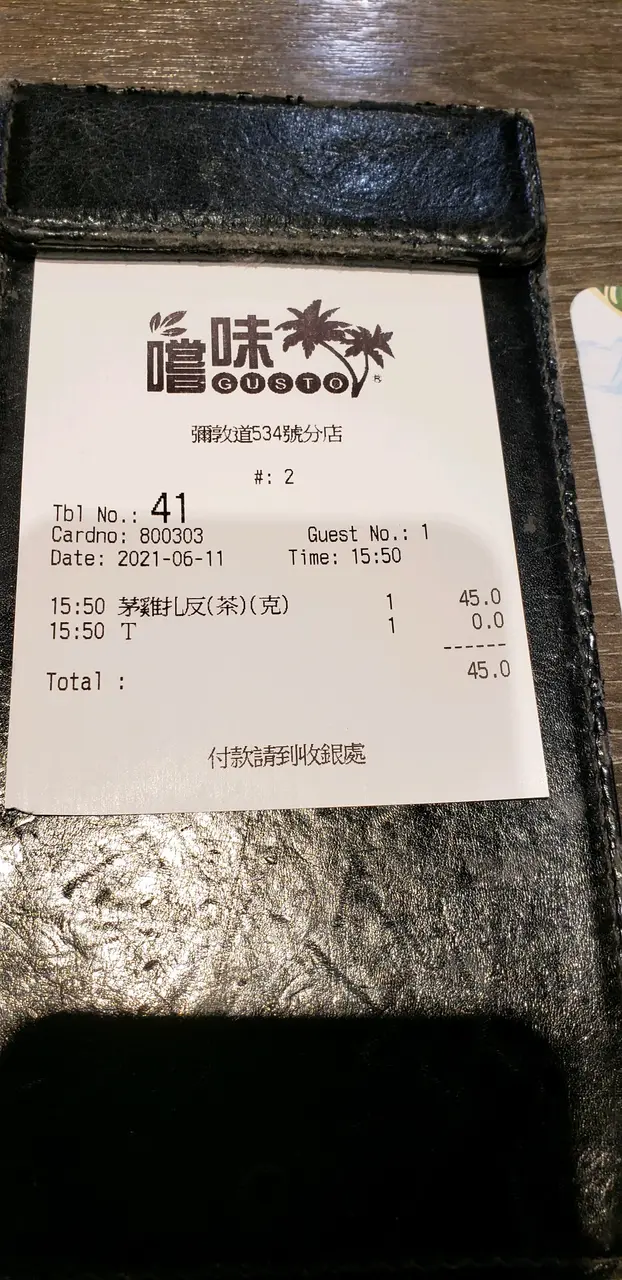 嚐味
GUSTO®
彌敦道534號分店
#: 2
Tbl No.: 41
Cardno: 800303 Guest No.: 1
Date: 2021-06-11 Time: 15:50
15:50 茅雞扎反(茶)(克) 1 45.0
15:50 T 1 0.0
------
Total : 45.0
付款請到收銀處